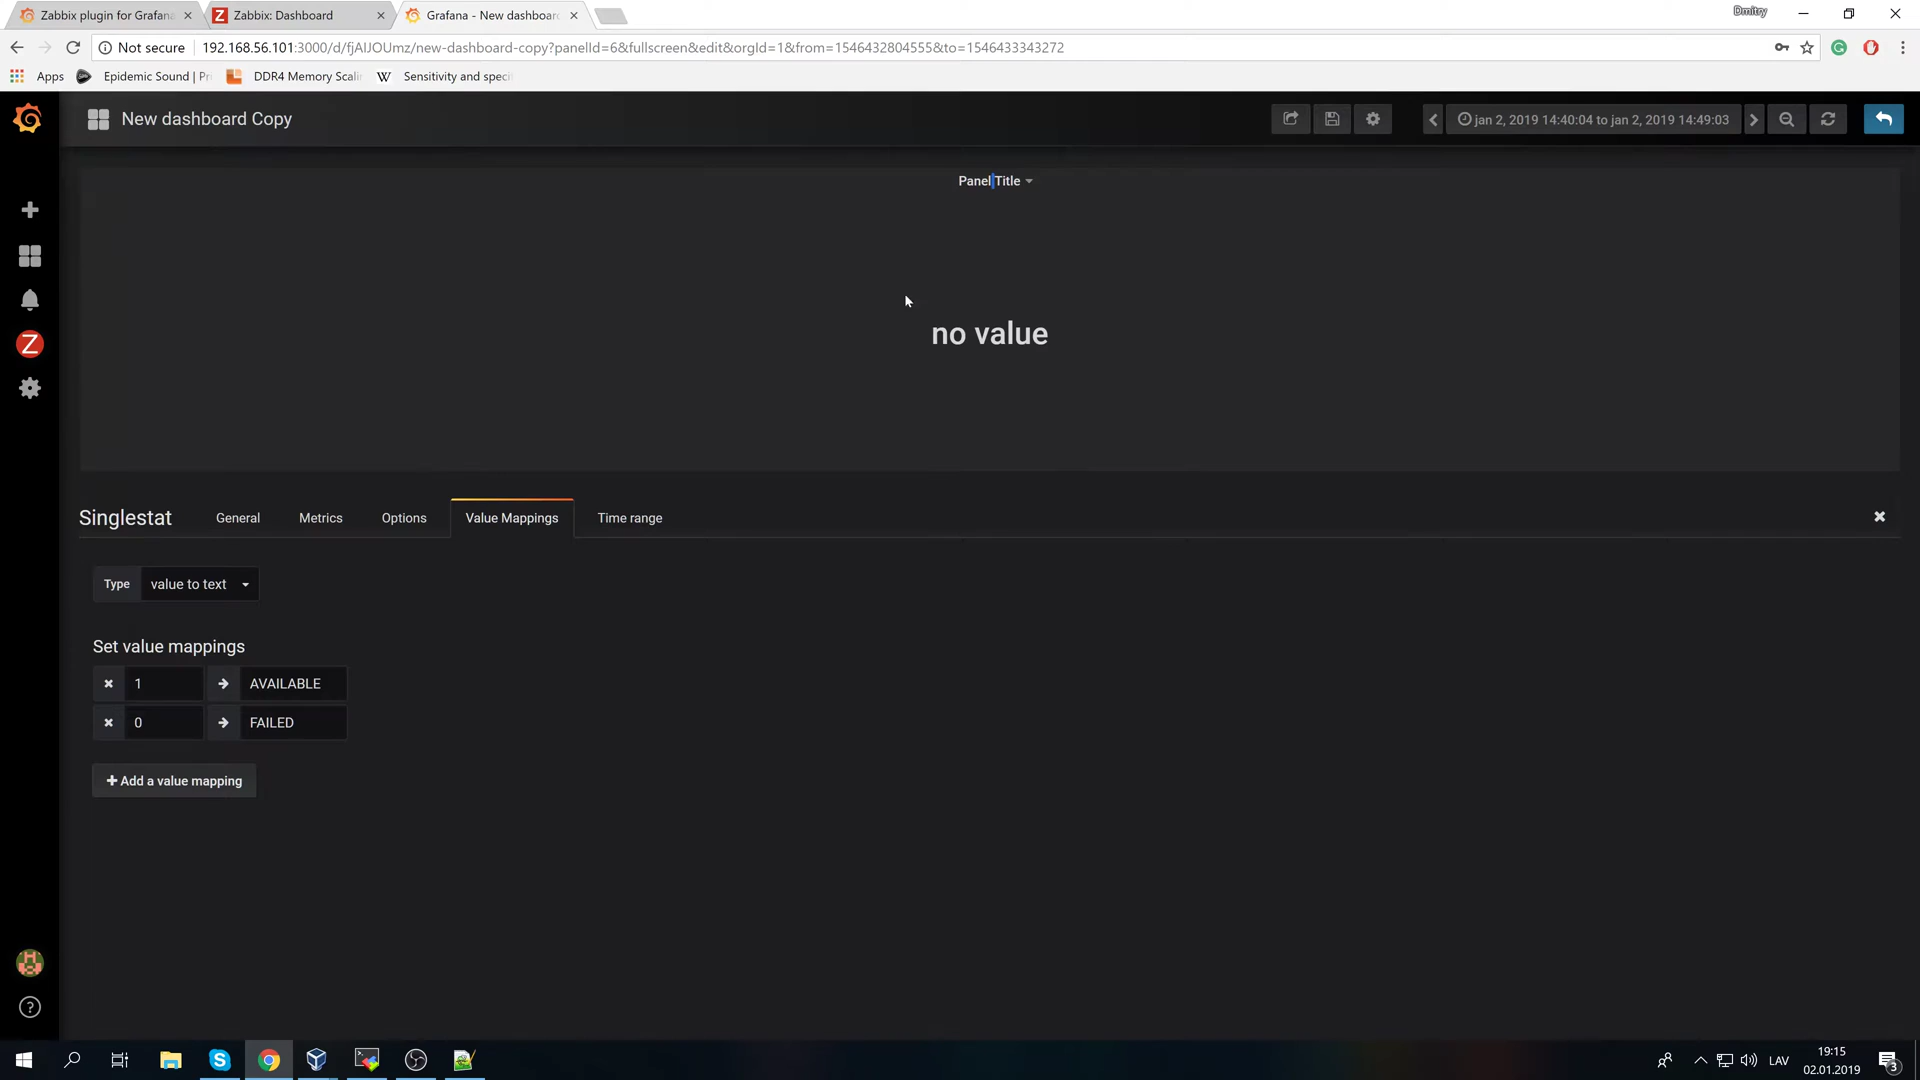 Zabbix plugin for Grafana
Zabbix: Dashboard
Grafana - New dashboard
Dmitry
Not secure
192.168.56.101:3000/d/fjAIJOUmz/new-dashboard-copy?panelId=6&fullscreen&edit&orgId=1&from=1546432804555&to=1546433343272
Apps
Epidemic Sound | Pri
DDR4 Memory Scalin
W
Sensitivity and speci
New dashboard Copy
jan 2, 2019 14:40:04 to jan 2, 2019 14:49:03
Panel Title
Z
no value
Singlestat
General
Metrics
Options
Value Mappings
Time range
Type
value to text
Set value mappings
1
AVAILABLE
0
FAILED
Add a value mapping
LAV
19:15
02.01.2019
3